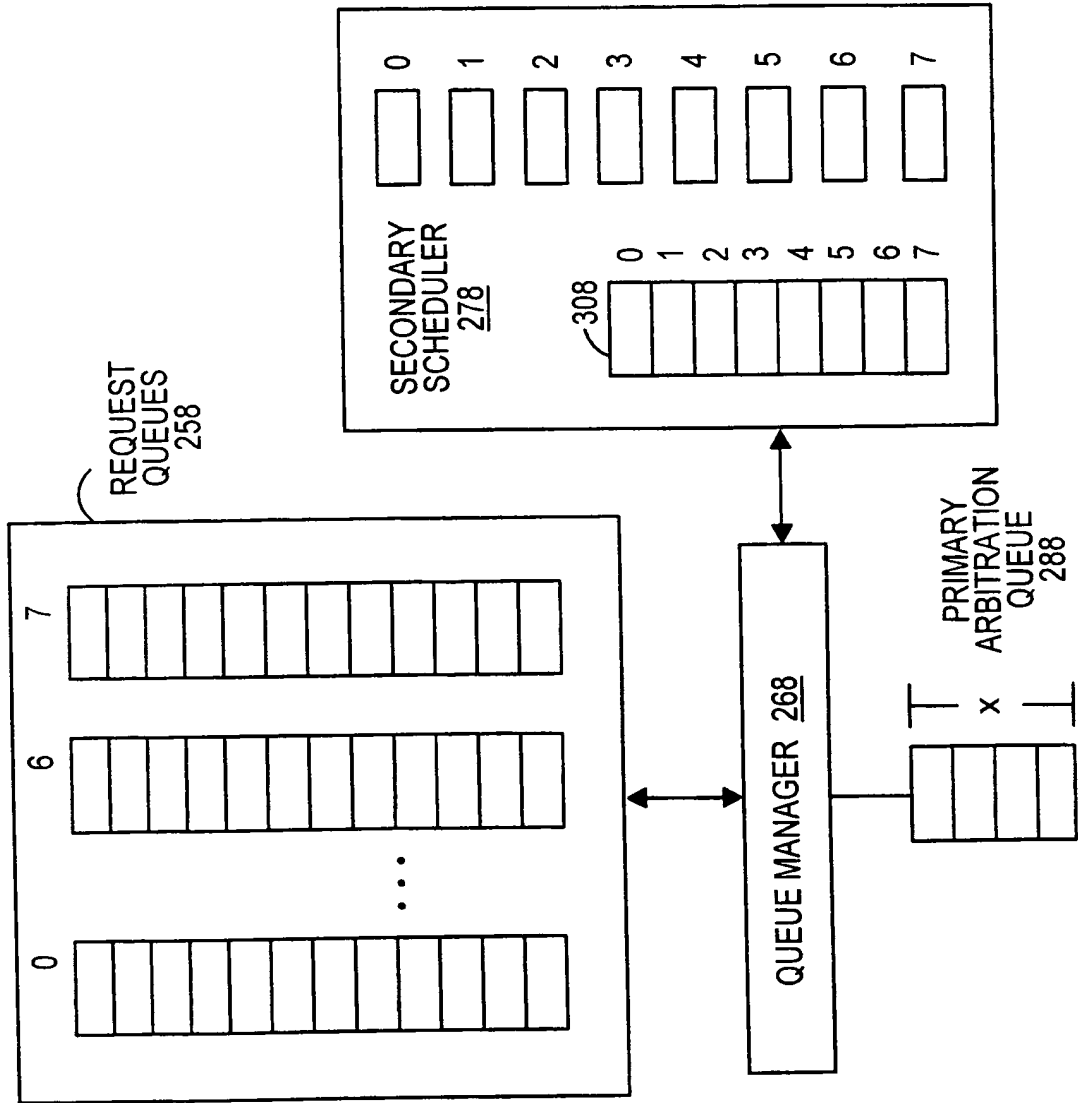 REQUEST
QUEUES
258
0
6
7
SECONDARY
SCHEDULER
278
308
0
1
2
3
4
5
6
7
0
1
2
3
4
5
6
7
QUEUE MANAGER 268
PRIMARY
ARBITRATION
QUEUE
288
x